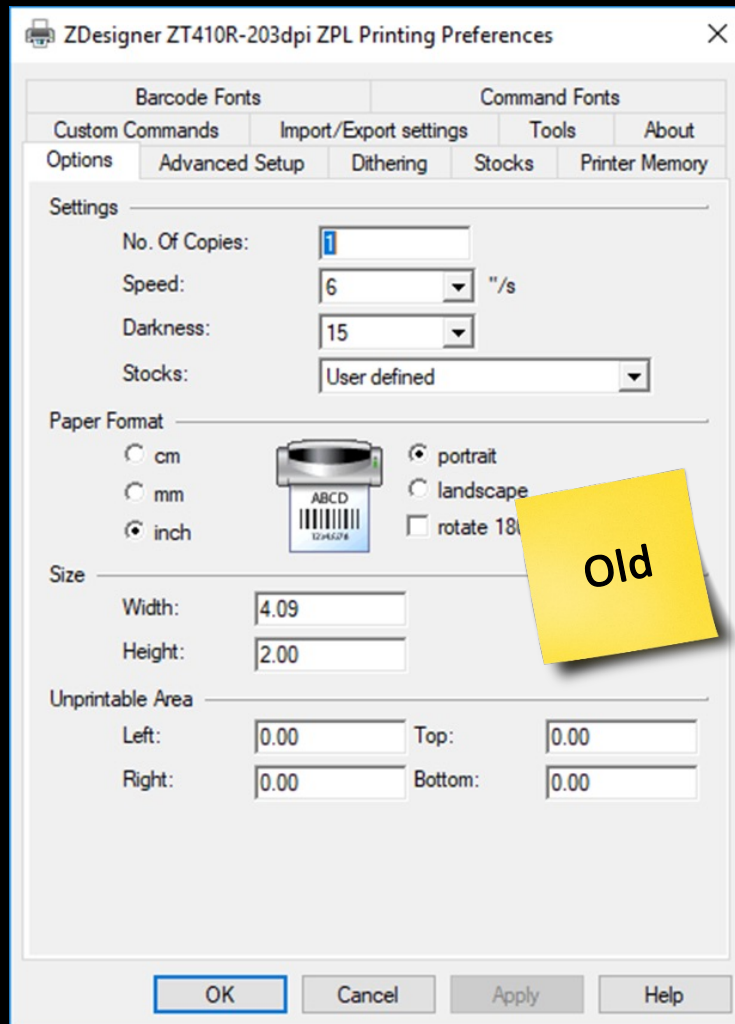 ZDesigner ZT410R-203dpi ZPL Printing Preferences
Barcode Fonts Command Fonts
Custom Commands Import/Export settings Tools About
Options Advanced Setup Dithering Stocks Printer Memory
Settings
No. Of Copies: 1
Speed: 6 "/s
Darkness: 15
Stocks: User defined
Paper Format
cm
mm
inch
ABCD
portrait
landscape
rotate
Old
Size
Width: 4.09
Height: 2.00
Unprintable Area
Left: 0.00 Top: 0.00
Right: 0.00 Bottom: 0.00
OK Cancel Apply Help